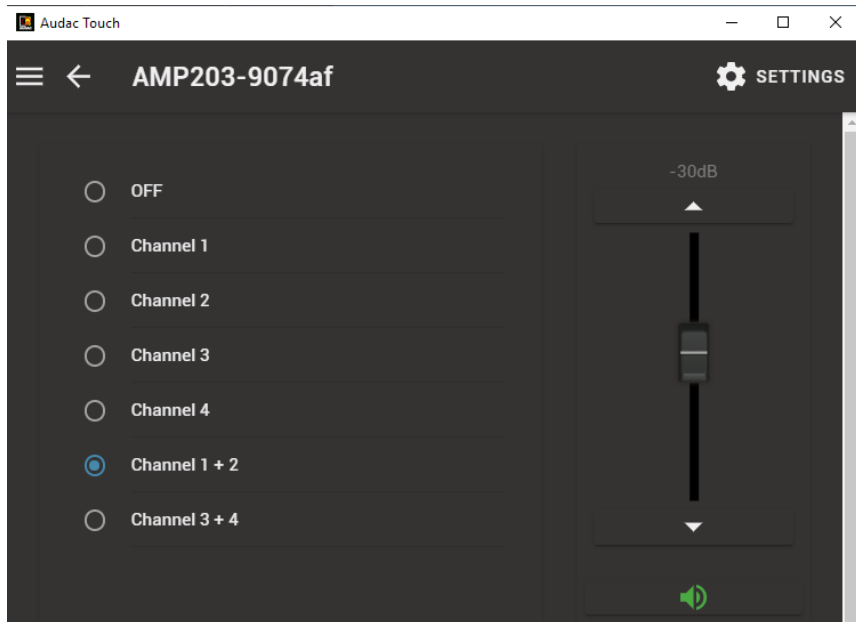 Audac Touch
AMP203-9074af
SETTINGS
OFF
Channel 1
Channel 2
Channel 3
Channel 4
Channel 1 + 2
Channel 3 + 4
-30dB